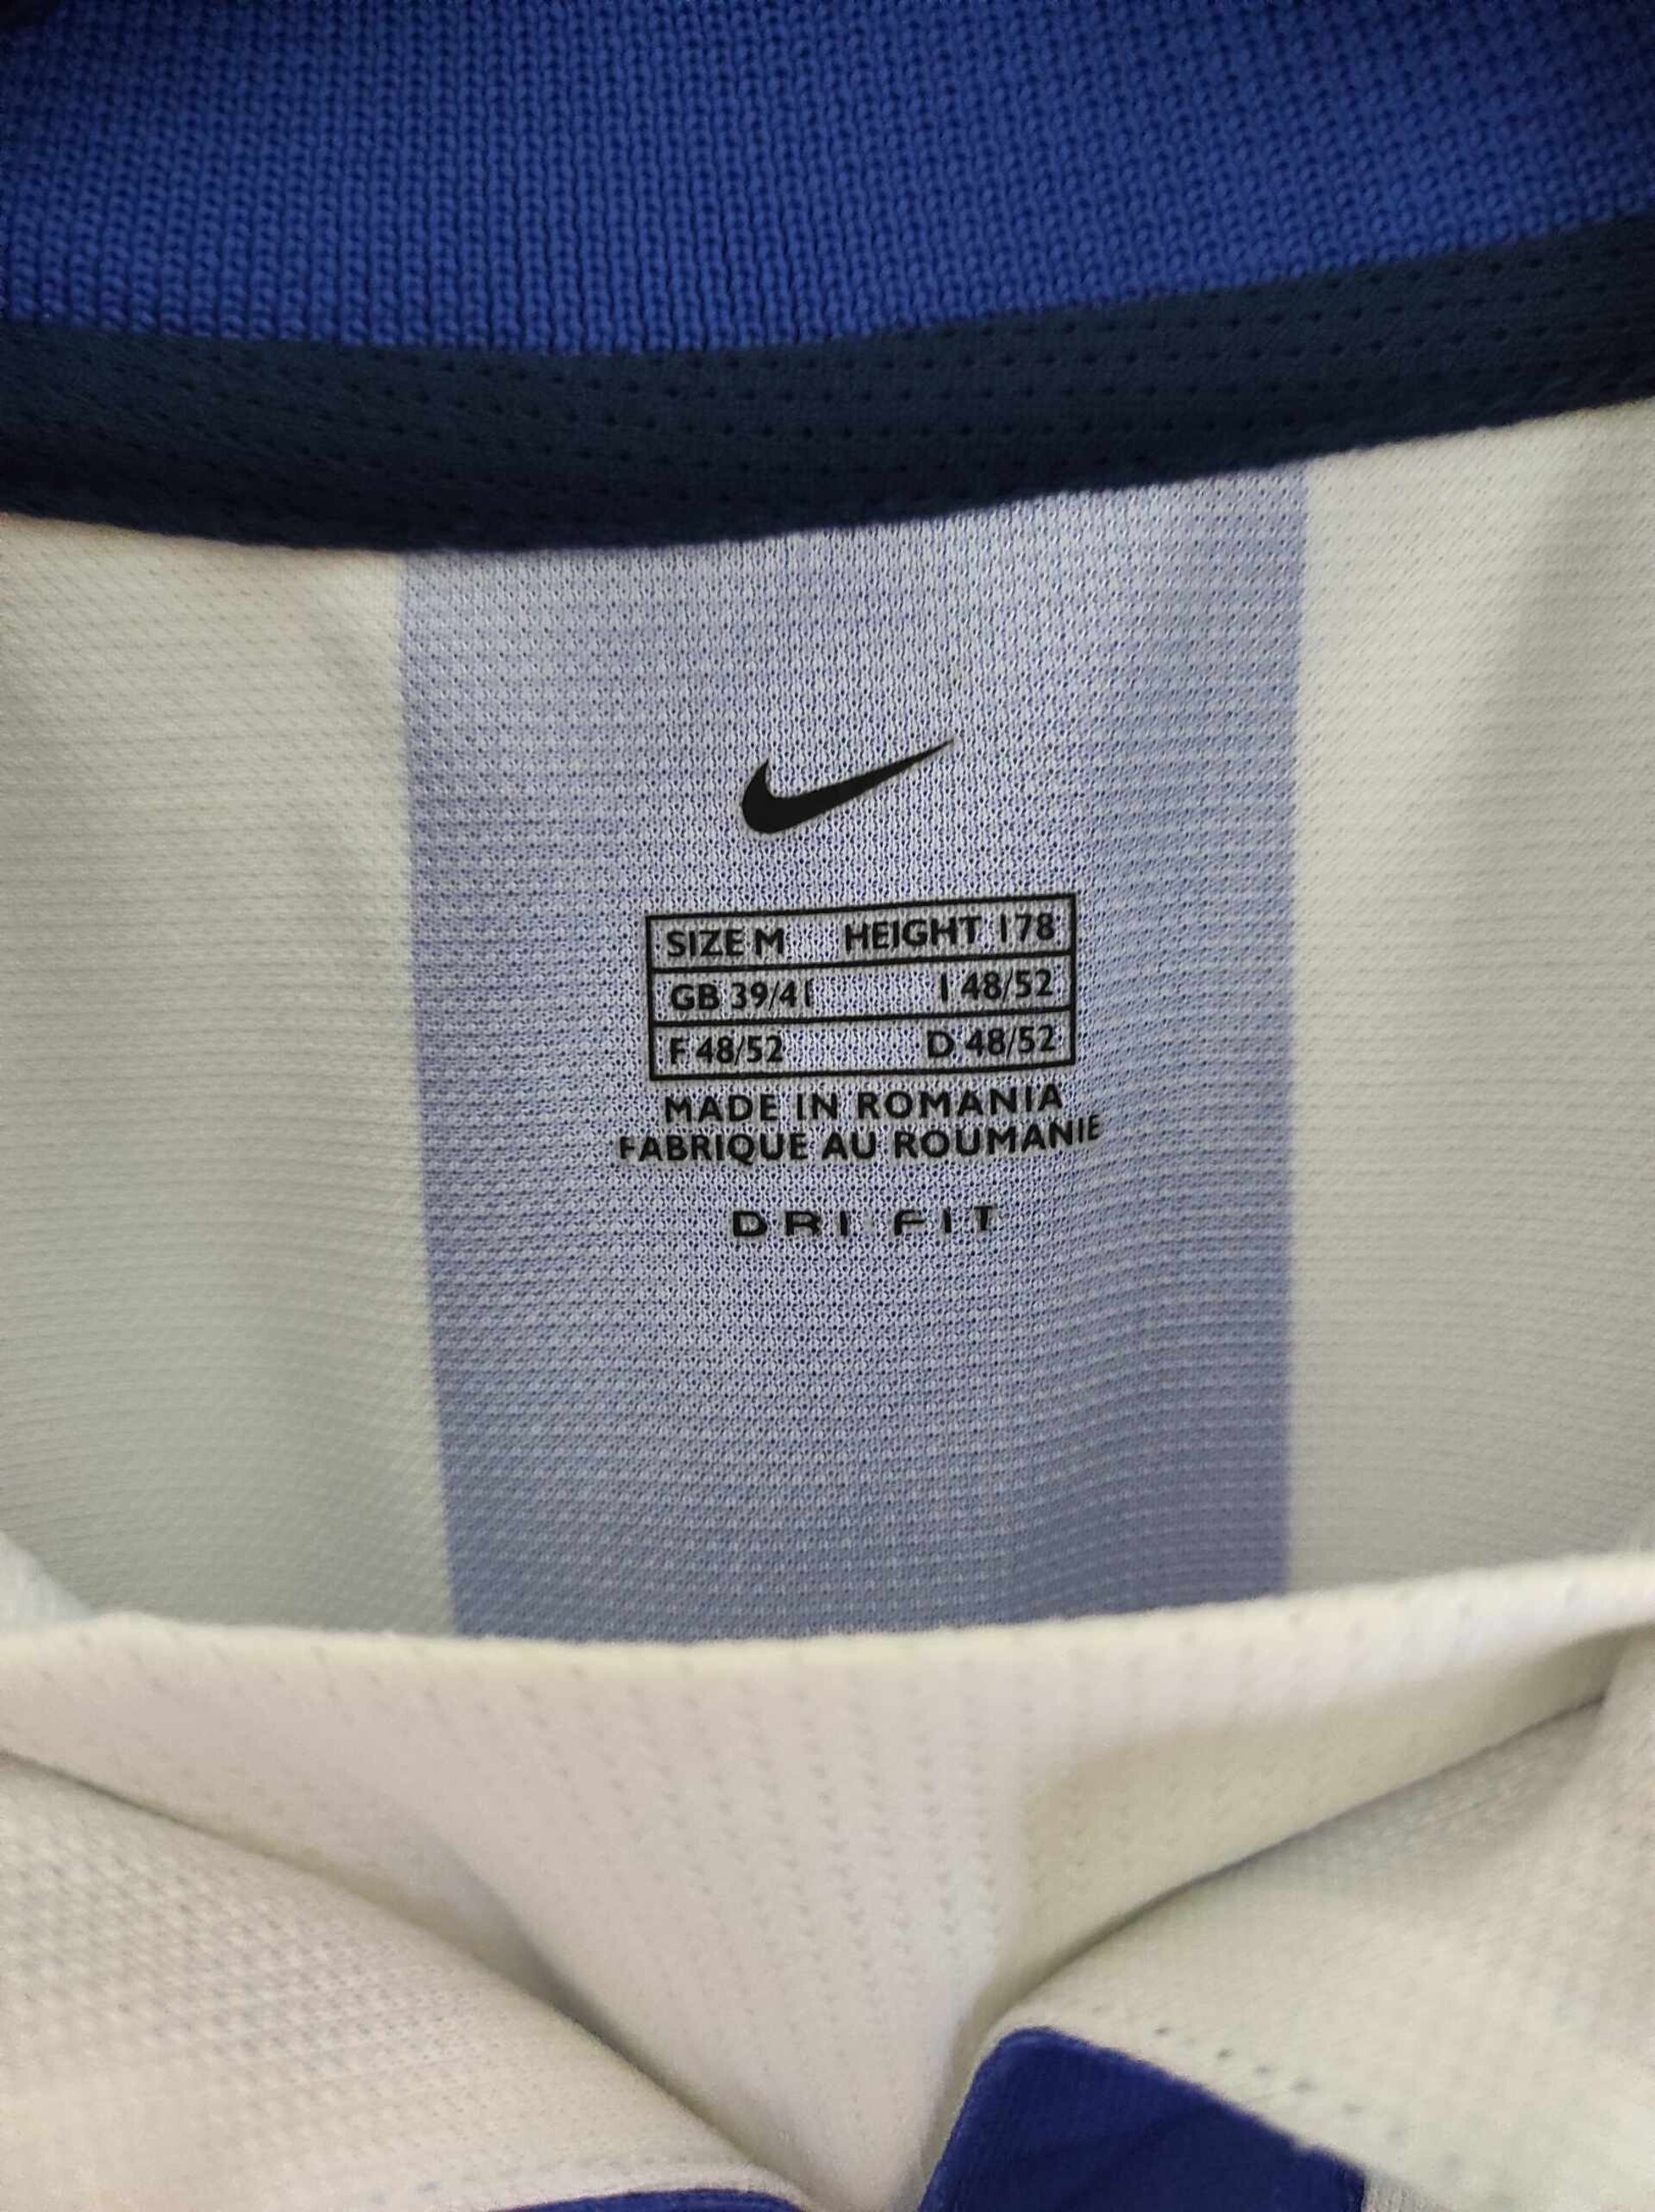 SIZE M HEIGHT 178
GB 39/41 I 48/52
F 48/52 D 48/52
MADE IN ROMANIA
FABRIQUE AU ROUMANIE
DRI FIT